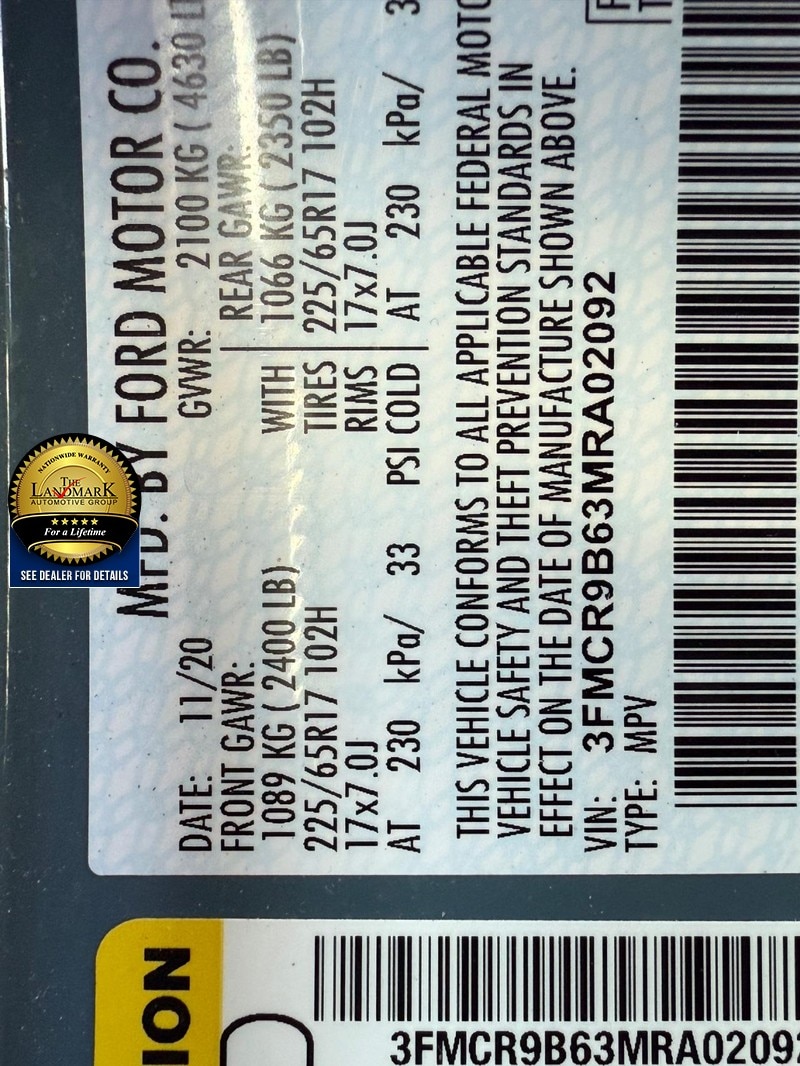 MFD. BY FORD MOTOR CO.
DATE: 11/20 GVWR: 2100 KG ( 4630
FRONT GAWR: REAR GAWR:
1089 KG ( 2400 LB) WITH 1066 KG ( 2350 LB)
225/65R17 102H TIRES 225/65R17 102H
17x7.0J RIMS 17x7.0J
AT 230 kPa/ 33 PSI COLD AT 230 kPa/ 3
THIS VEHICLE CONFORMS TO ALL APPLICABLE FEDERAL MOTO
VEHICLE SAFETY AND THEFT PREVENTION STANDARDS IN
EFFECT ON THE DATE OF MANUFACTURE SHOWN ABOVE.
VIN: 3FMCR9B63MRA02092
TYPE: MPV
ION
3FMCR9B63MRA02092
NATIONWIDE WARRANTY
THE
LANDMARK
AUTOMOTIVE GROUP
For a Lifetime
SEE DEALER FOR DETAILS